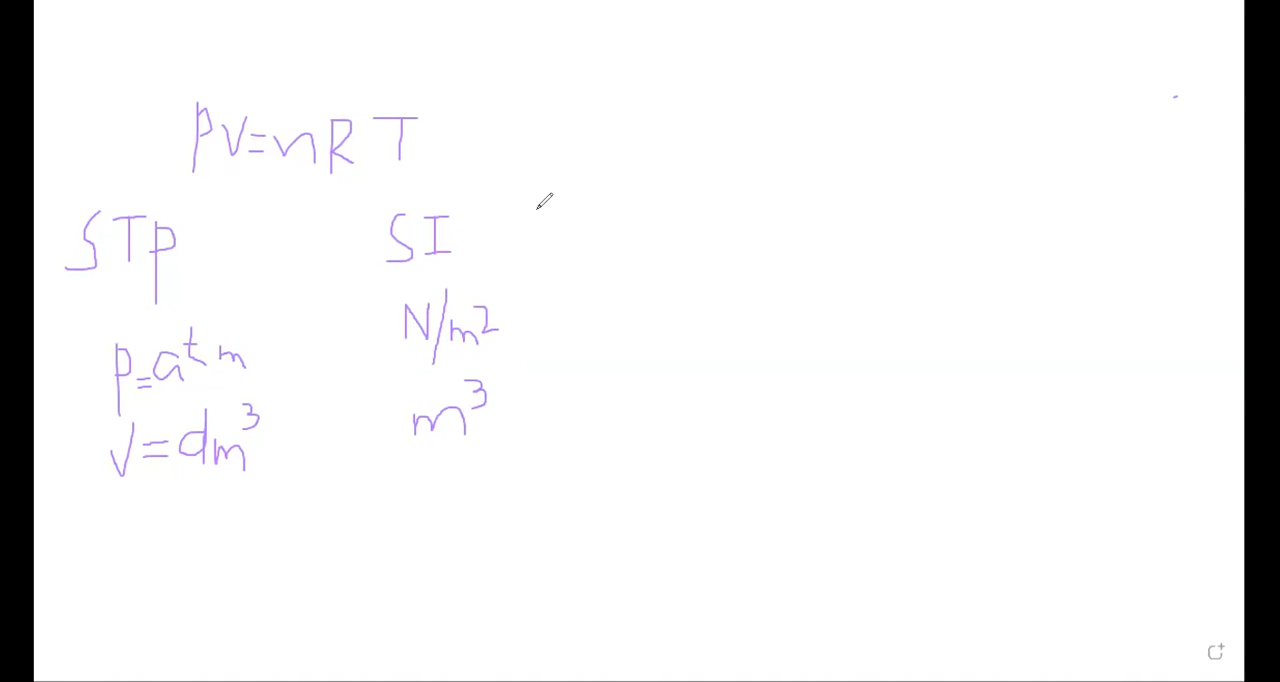 PV=nRT
STP SI
P=atm N/m²
V=dm³ m³